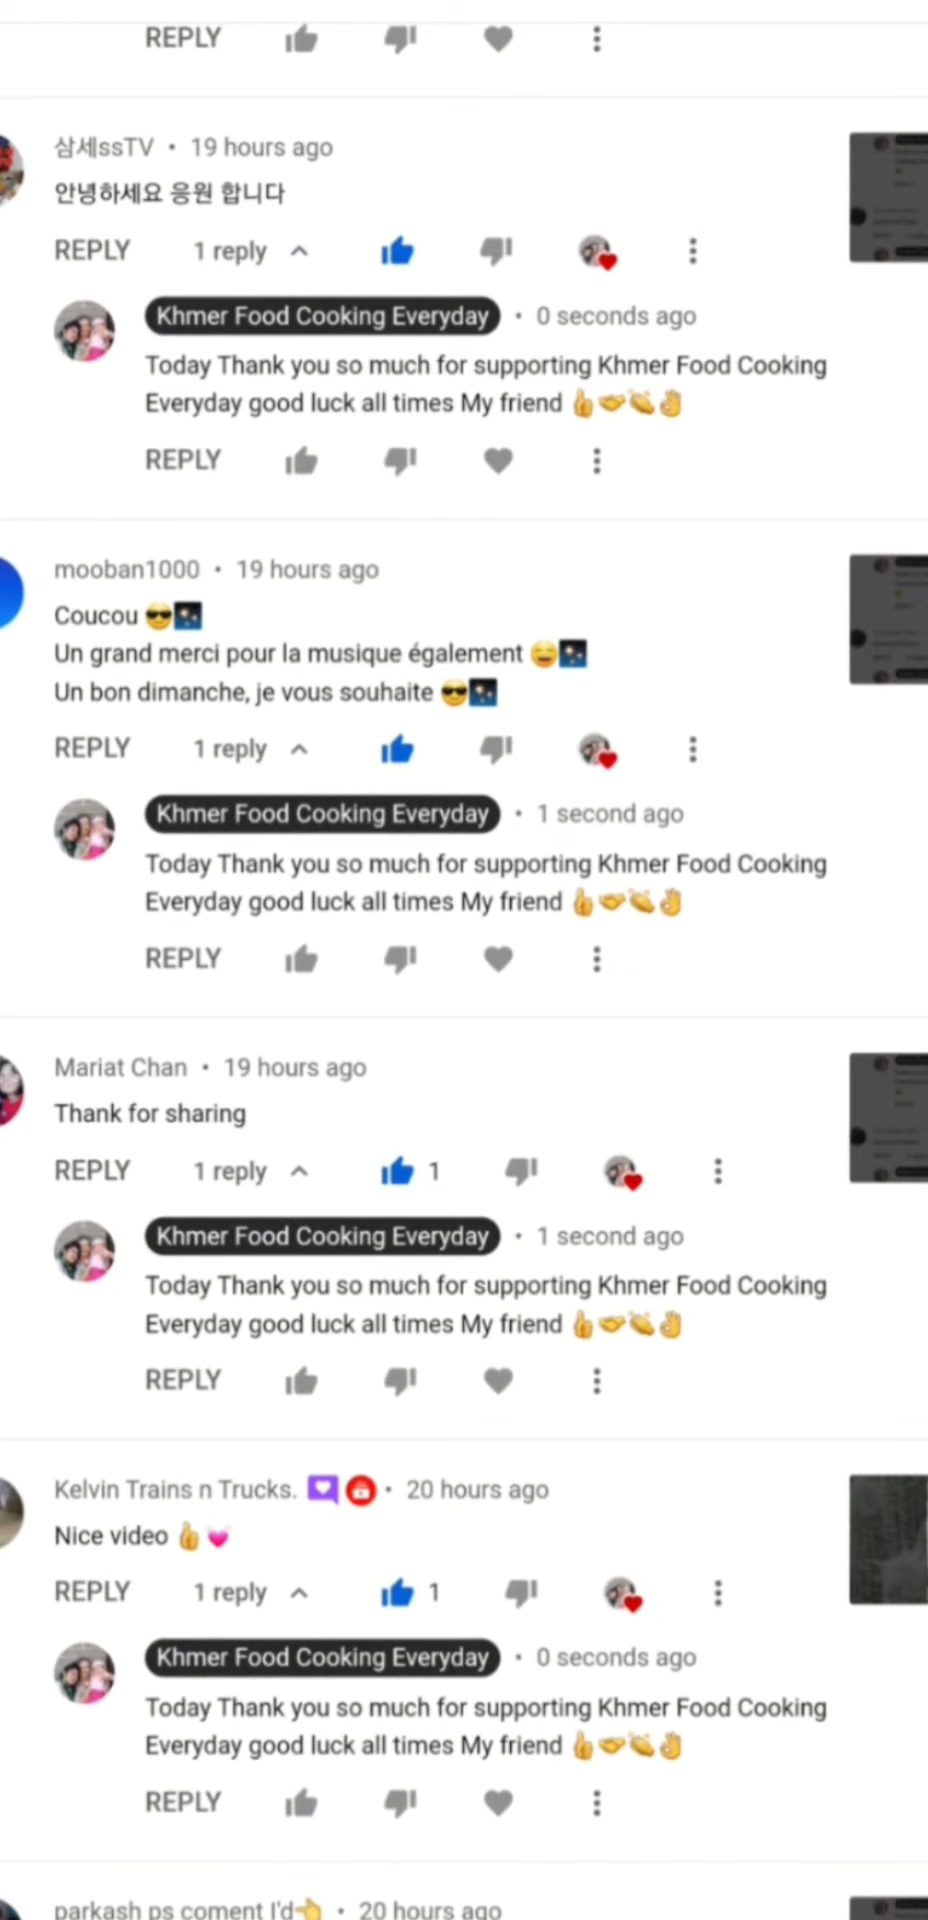 REPLY
삼세ssTV • 19 hours ago
안녕하세요 응원 합니다
REPLY 1 reply
Khmer Food Cooking Everyday • 0 seconds ago
Today Thank you so much for supporting Khmer Food Cooking
Everyday good luck all times My friend 👍🤝👏👌
REPLY
mooban1000 • 19 hours ago
Coucou 😎🌃
Un grand merci pour la musique également 😄🌃
Un bon dimanche, je vous souhaite 😎🌃
REPLY 1 reply
Khmer Food Cooking Everyday • 1 second ago
Today Thank you so much for supporting Khmer Food Cooking
Everyday good luck all times My friend 👍🤝👏👌
REPLY
Mariat Chan • 19 hours ago
Thank for sharing
REPLY 1 reply 1
Khmer Food Cooking Everyday • 1 second ago
Today Thank you so much for supporting Khmer Food Cooking
Everyday good luck all times My friend 👍🤝👏👌
REPLY
Kelvin Trains n Trucks. • 20 hours ago
Nice video 👍💓
REPLY 1 reply 1
Khmer Food Cooking Everyday • 0 seconds ago
Today Thank you so much for supporting Khmer Food Cooking
Everyday good luck all times My friend 👍🤝👏👌
REPLY
parkash ps coment I'd👈 • 20 hours ago